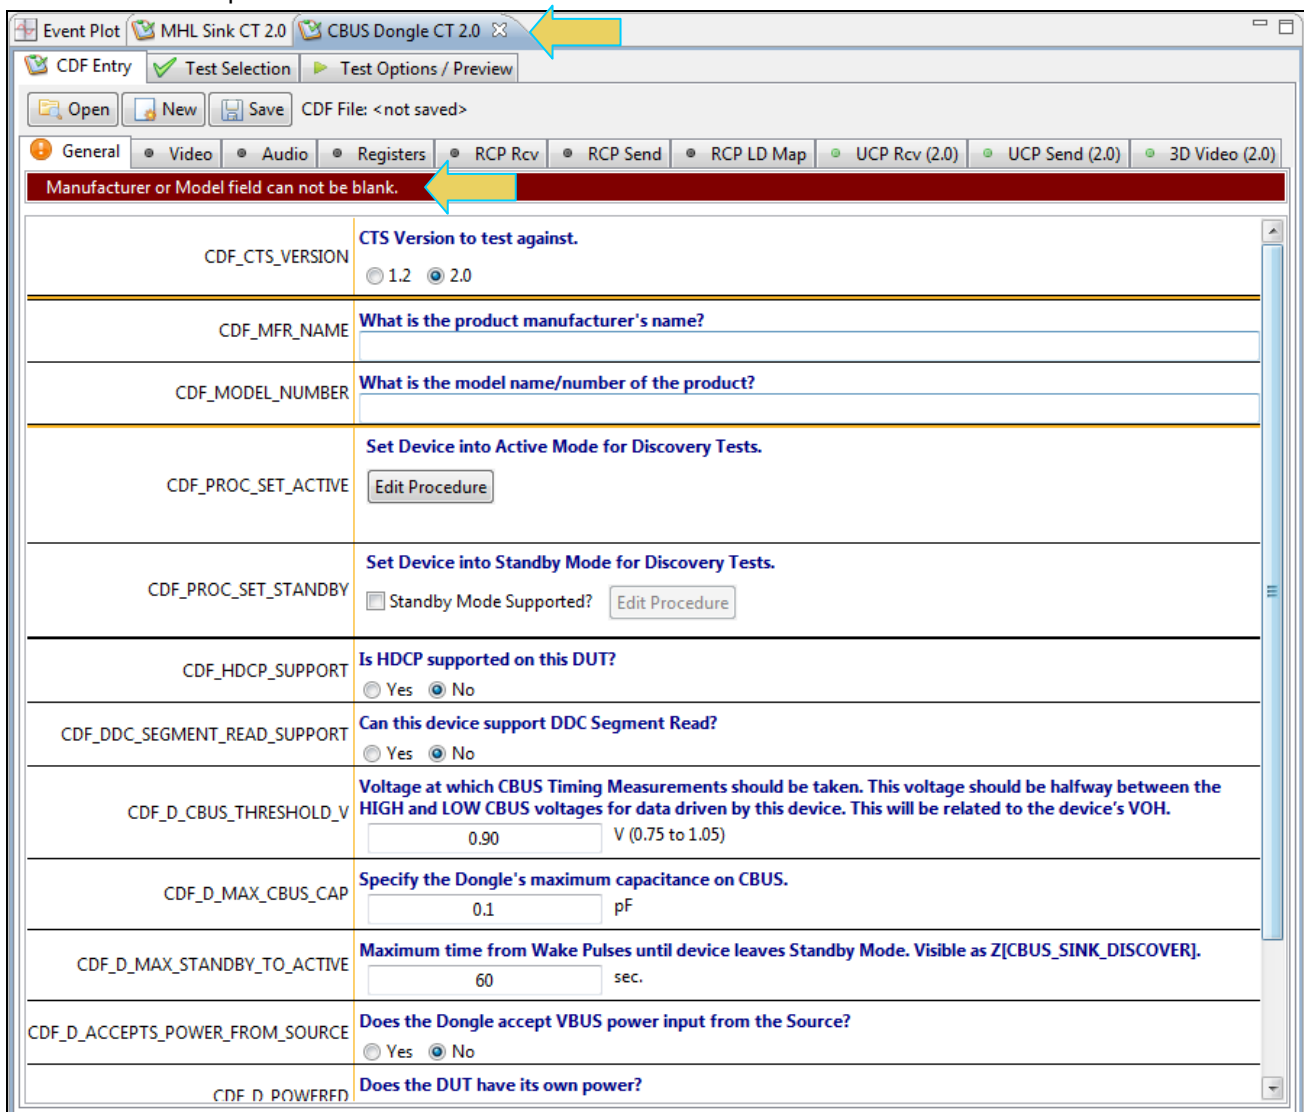 Event Plot MHL Sink CT 2.0 CBUS Dongle CT 2.0
CDF Entry Test Selection Test Options / Preview
Open New Save CDF File: <not saved>
General Video Audio Registers RCP Rcv RCP Send RCP LD Map UCP Rcv (2.0) UCP Send (2.0) 3D Video (2.0)
Manufacturer or Model field can not be blank.
CTS Version to test against.
CDF_CTS_VERSION
1.2 2.0
What is the product manufacturer's name?
CDF_MFR_NAME
What is the model name/number of the product?
CDF_MODEL_NUMBER
Set Device into Active Mode for Discovery Tests.
CDF_PROC_SET_ACTIVE
Edit Procedure
Set Device into Standby Mode for Discovery Tests.
CDF_PROC_SET_STANDBY
Standby Mode Supported? Edit Procedure
Is HDCP supported on this DUT?
CDF_HDCP_SUPPORT
Yes No
Can this device support DDC Segment Read?
CDF_DDC_SEGMENT_READ_SUPPORT
Yes No
Voltage at which CBUS Timing Measurements should be taken. This voltage should be halfway between the
HIGH and LOW CBUS voltages for data driven by this device. This will be related to the device's VOH.
CDF_D_CBUS_THRESHOLD_V
0.90 V (0.75 to 1.05)
Specify the Dongle's maximum capacitance on CBUS.
CDF_D_MAX_CBUS_CAP
0.1 pF
Maximum time from Wake Pulses until device leaves Standby Mode. Visible as Z[CBUS_SINK_DISCOVER].
CDF_D_MAX_STANDBY_TO_ACTIVE
60 sec.
Does the Dongle accept VBUS power input from the Source?
CDF_D_ACCEPTS_POWER_FROM_SOURCE
Yes No
Does the DUT have its own power?
CDF_D_POWERED